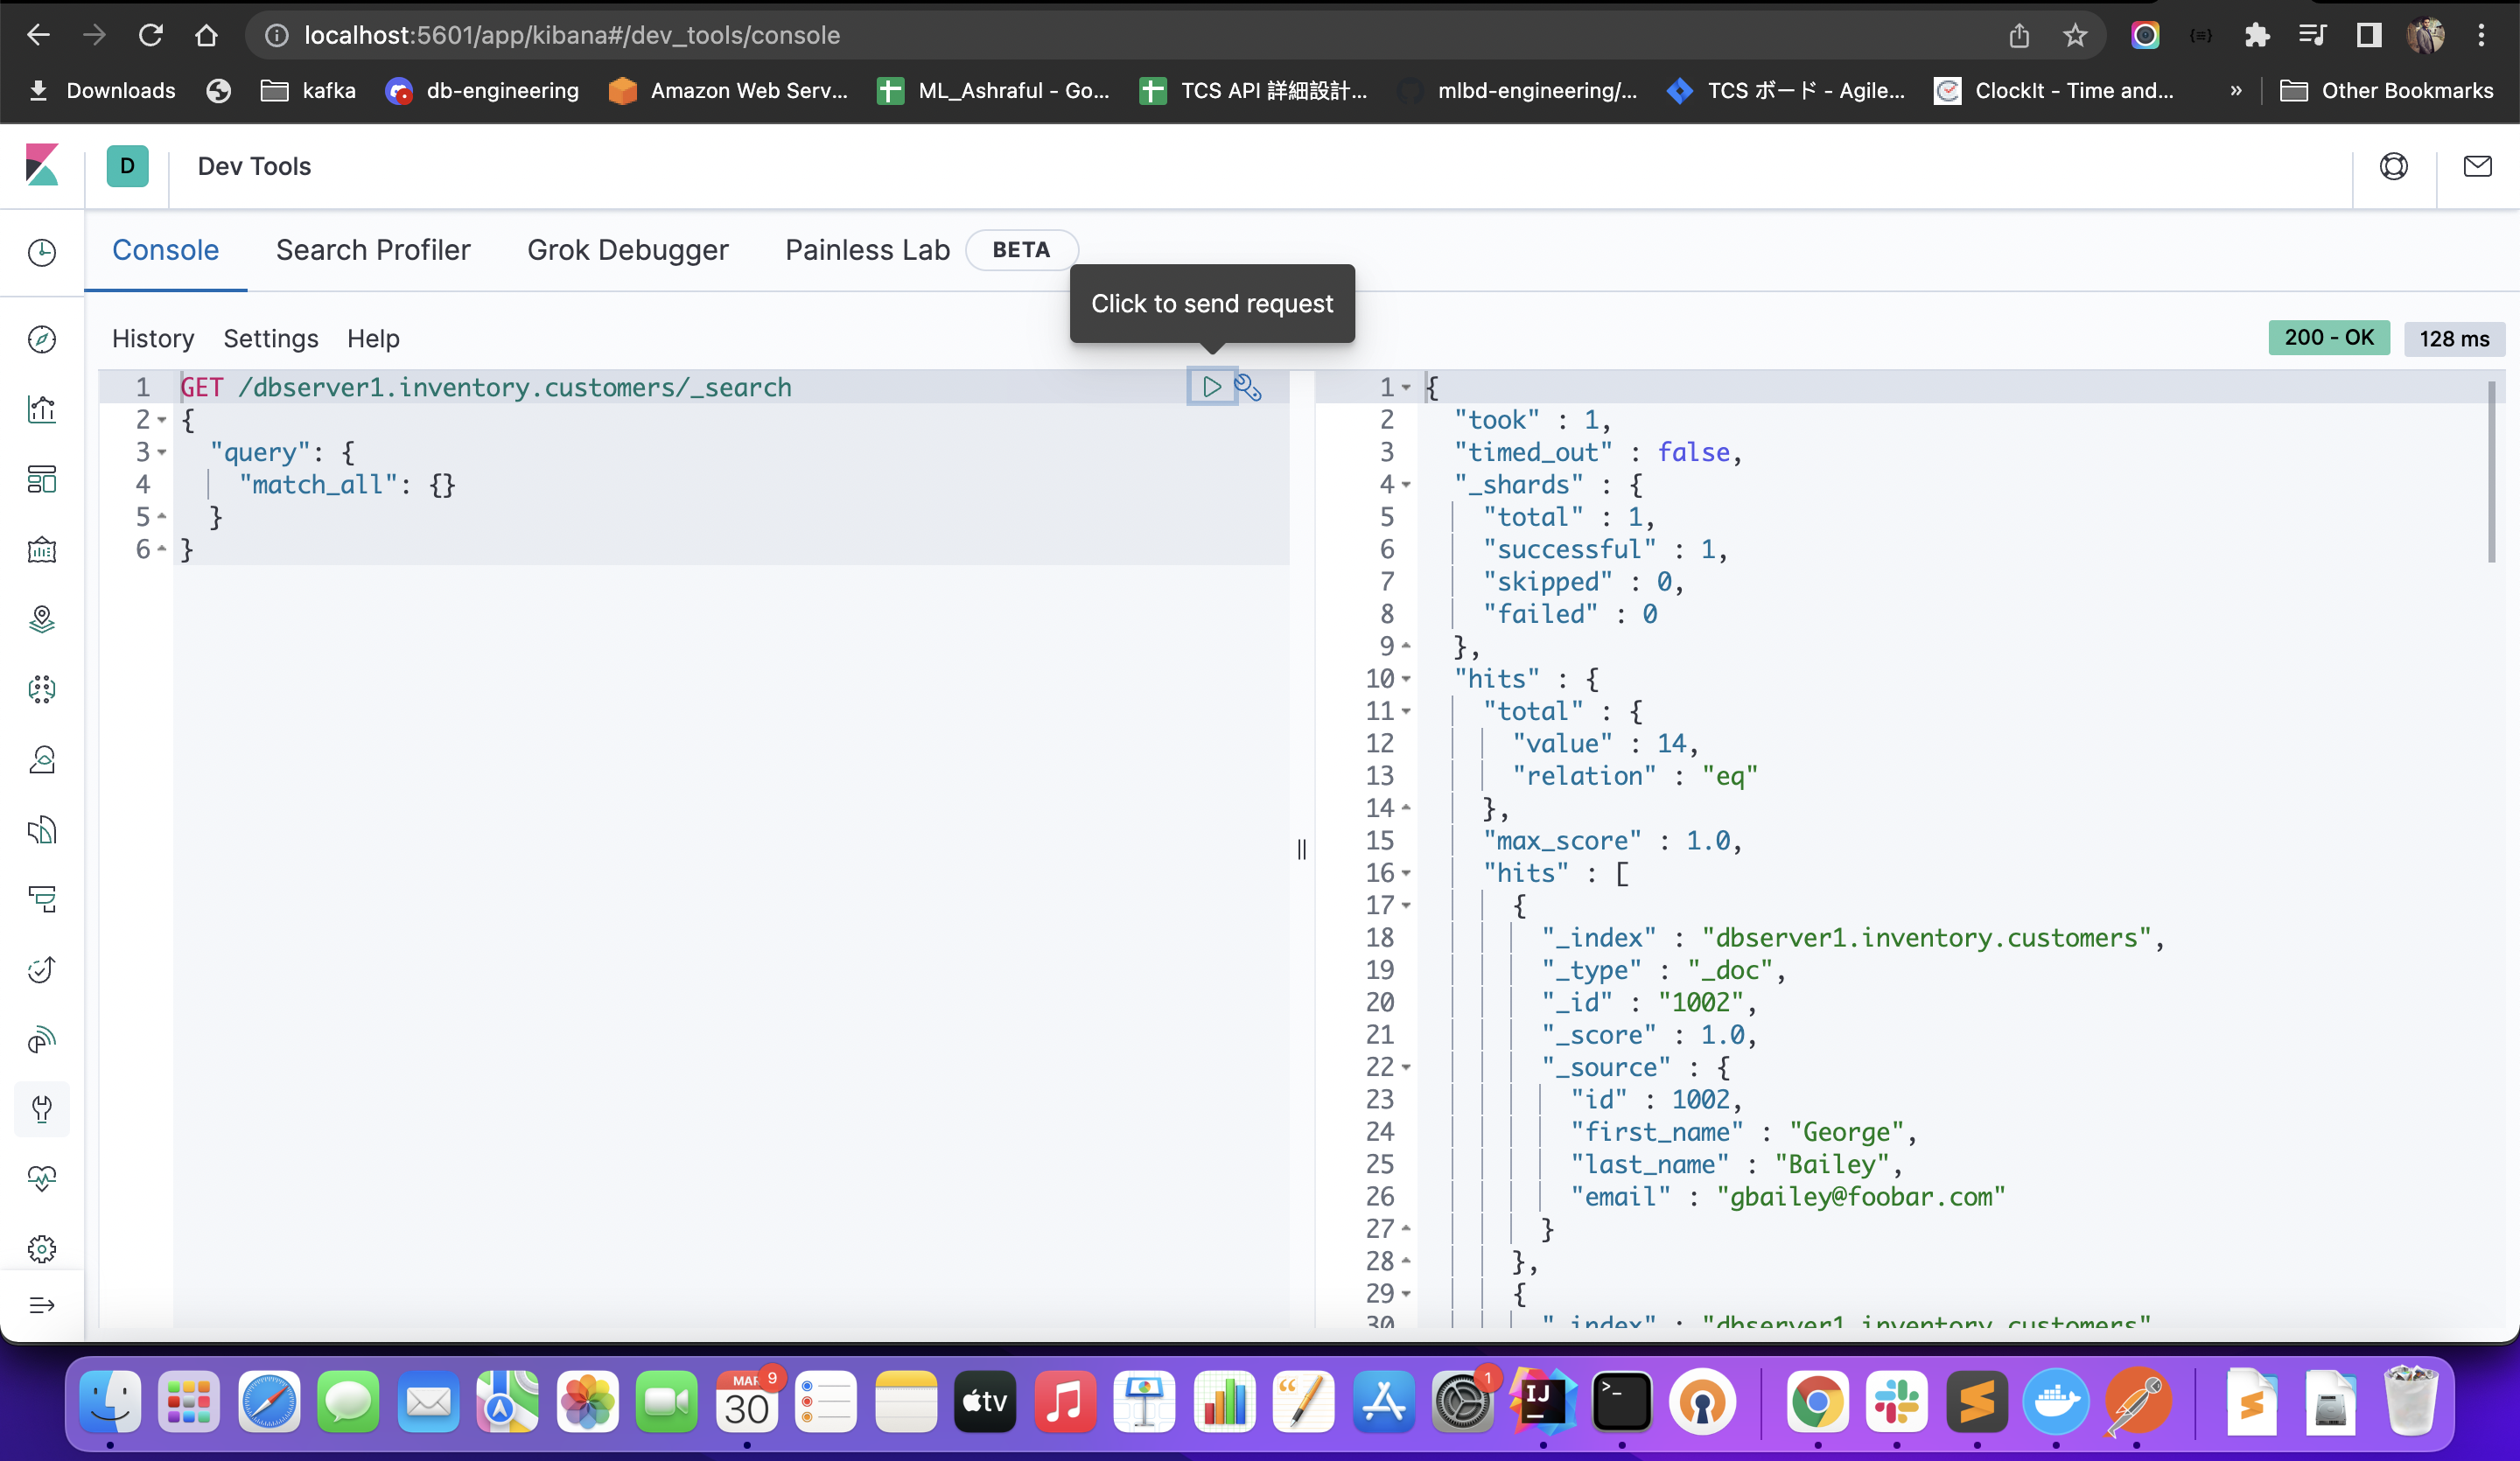 localhost:5601/app/kibana#/dev_tools/console
Downloads
kafka
db-engineering
Amazon Web Serv...
ML_Ashraful - Go...
TCS API 詳細設計...
mlbd-engineering/...
TCS ボード - Agile...
ClockIt - Time and...
»
Other Bookmarks
D
Dev Tools
Console
Search Profiler
Grok Debugger
Painless Lab
BETA
Click to send request
History
Settings
Help
200 - OK
128 ms
1 GET /dbserver1.inventory.customers/_search
2 {
3 "query": {
4 "match_all": {}
5 }
6 }
1 {
2 "took" : 1,
3 "timed_out" : false,
4 "_shards" : {
5 "total" : 1,
6 "successful" : 1,
7 "skipped" : 0,
8 "failed" : 0
9 },
10 "hits" : {
11 "total" : {
12 "value" : 14,
13 "relation" : "eq"
14 },
15 "max_score" : 1.0,
16 "hits" : [
17 {
18 "_index" : "dbserver1.inventory.customers",
19 "_type" : "_doc",
20 "_id" : "1002",
21 "_score" : 1.0,
22 "_source" : {
23 "id" : 1002,
24 "first_name" : "George",
25 "last_name" : "Bailey",
26 "email" : "gbailey@foobar.com"
27 }
28 },
29 {
30 "_index" : "dbserver1.inventory.customers"
MAR
30
9
tv
1
IJ
>_